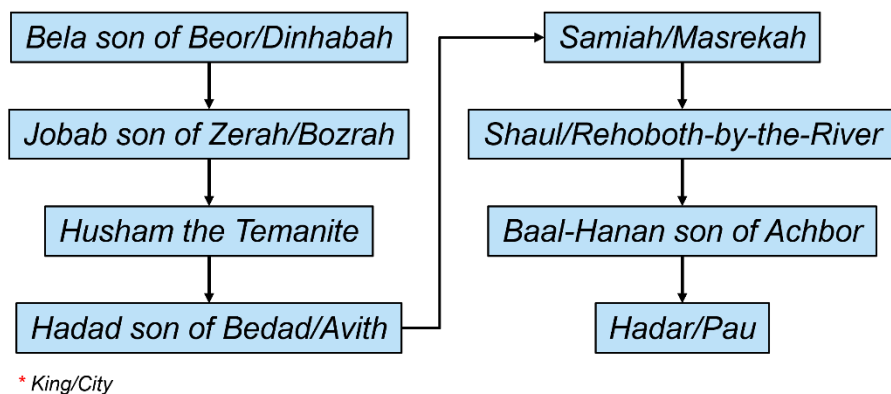 Bela son of Beor/Dinhabah
Jobab son of Zerah/Bozrah
Husham the Temanite
Hadad son of Bedad/Avith
Samiah/Masrekah
Shaul/Rehoboth-by-the-River
Baal-Hanan son of Achbor
Hadar/Pau
* King/City